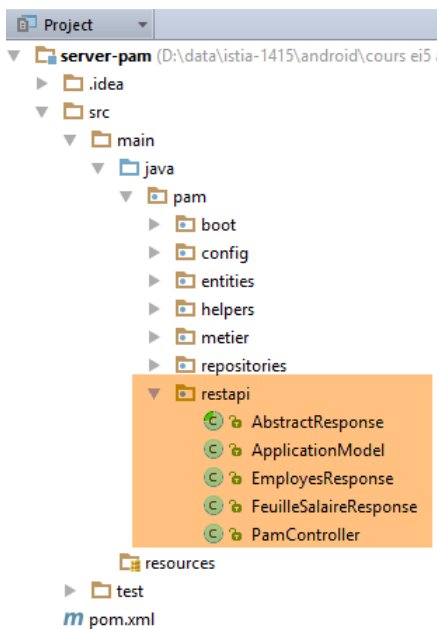 Project
server-pam (D:\data\istia-1415\android\cours ei5
.idea
src
main
java
pam
boot
config
entities
helpers
metier
repositories
restapi
AbstractResponse
ApplicationModel
EmployesResponse
FeuilleSalaireResponse
PamController
resources
test
pom.xml